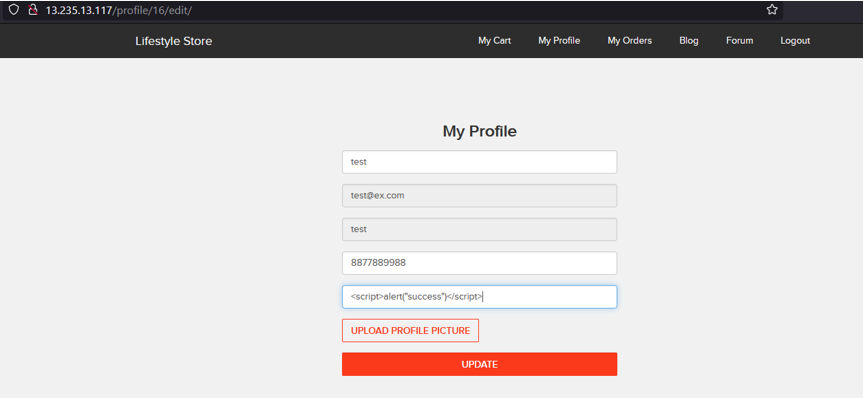 13.235.13.117/profile/16/edit/
Lifestyle Store My Cart My Profile My Orders Blog Forum Logout
My Profile
test
test@ex.com
test
8877889988
<script>alert("success")</script>
UPLOAD PROFILE PICTURE
UPDATE